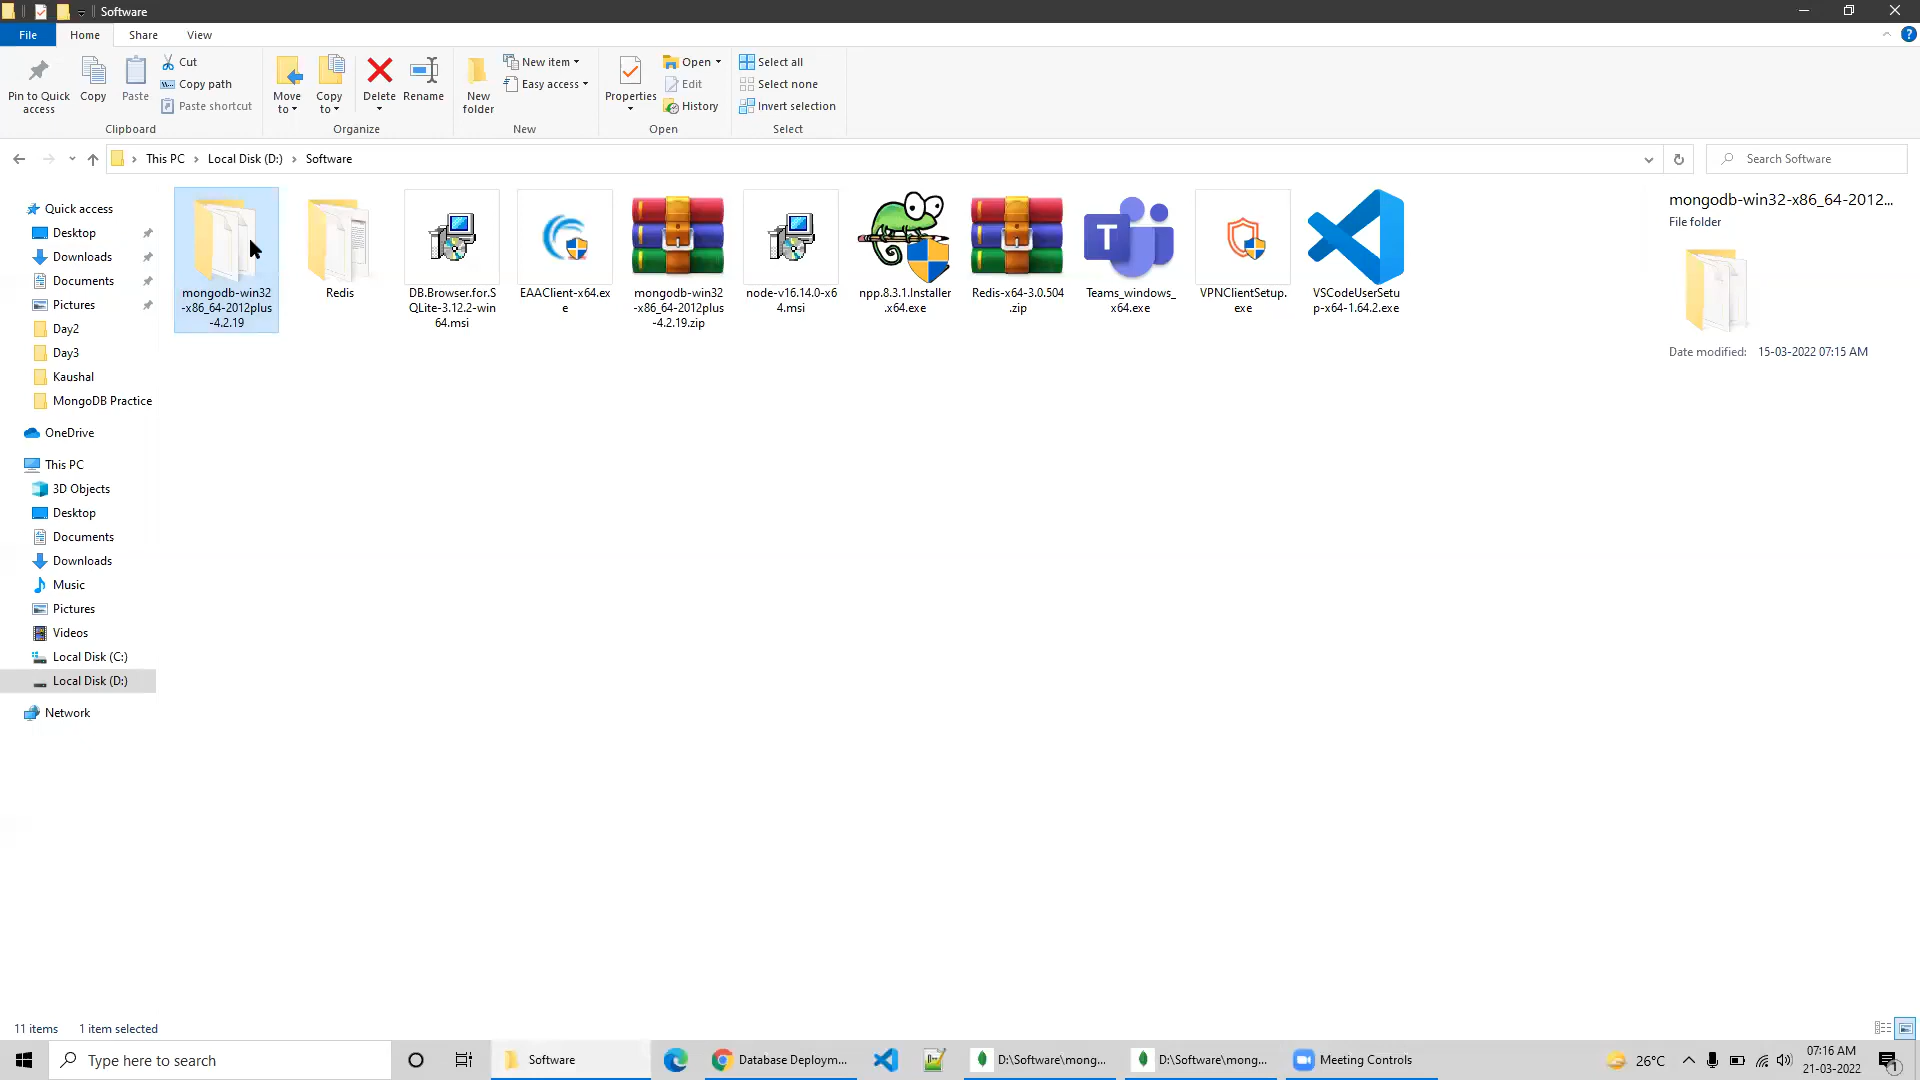 Software
File
Home
Share
View
?
Pin to Quick
access
Copy
Paste
Cut
Copy path
Paste shortcut
Clipboard
Move
to
Copy
to
Delete
Rename
Organize
New
folder
New item
Easy access
New
Properties
Open
Edit
History
Open
Select all
Select none
Invert selection
Select
This PC
Local Disk (D:)
Software
Search Software
Quick access
Desktop
Downloads
Documents
Pictures
Day2
Day3
Kaushal
MongoDB Practice
OneDrive
This PC
3D Objects
Desktop
Documents
Downloads
Music
Pictures
Videos
Local Disk (C:)
Local Disk (D:)
Network
mongodb-win32
-x86_64-2012plus
-4.2.19
Redis
DB.Browser.for.S
QLite-3.12.2-win
64.msi
EAAClient-x64.ex
e
mongodb-win32
-x86_64-2012plus
-4.2.19.zip
node-v16.14.0-x6
4.msi
npp.8.3.1.Installer
.x64.exe
Redis-x64-3.0.504
.zip
T
Teams_windows_
x64.exe
VPNClientSetup.
exe
VSCodeUserSetu
p-x64-1.64.2.exe
mongodb-win32-x86_64-2012...
File folder
Date modified: 15-03-2022 07:15 AM
11 items
1 item selected
Type here to search
Software
Database Deploym...
D:\Software\mong...
D:\Software\mong...
Meeting Controls
26°C
07:16 AM
21-03-2022
1